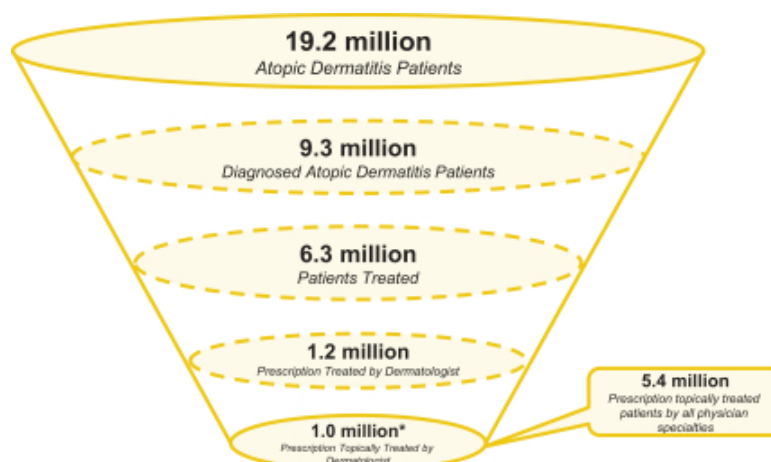 19.2 million
Atopic Dermatitis Patients
9.3 million
Diagnosed Atopic Dermatitis Patients
6.3 million
Patients Treated
1.2 million
Prescription Treated by Dermatologist
5.4 million
Prescription topically treated
patients by all physician
specialties
1.0 million*
Prescription Topically Treated by
Dermatologist